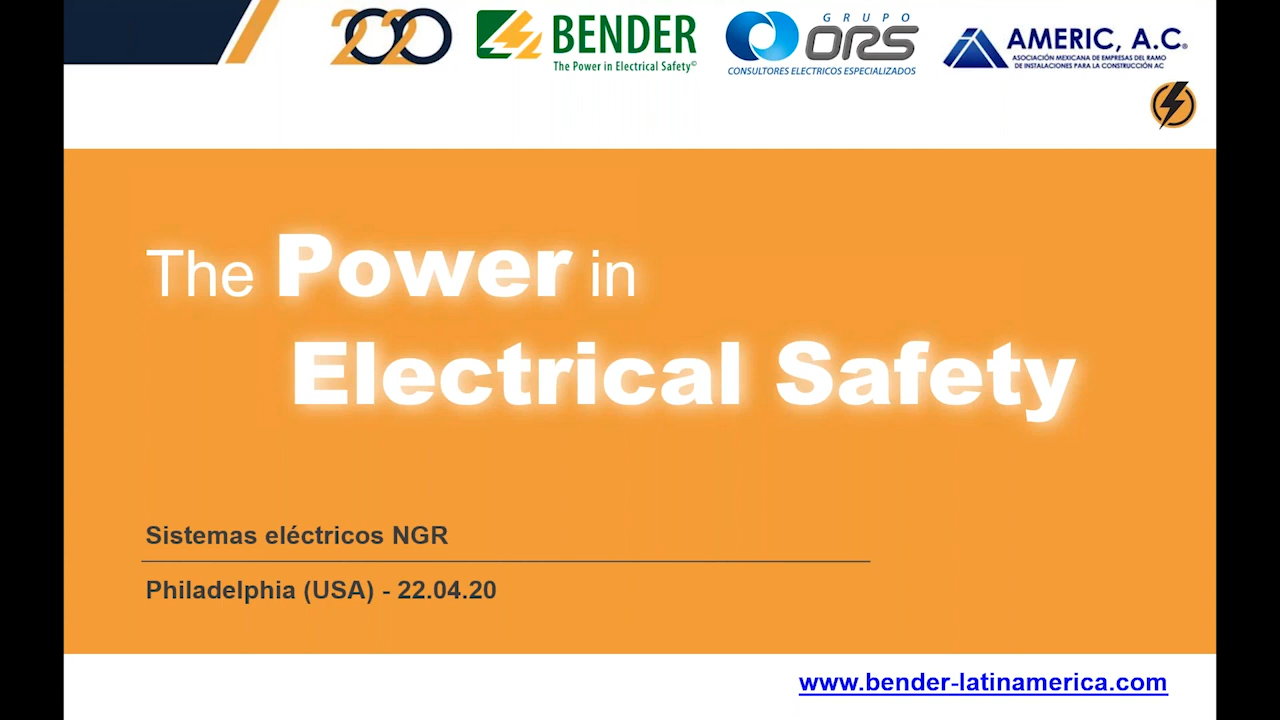 2020
BENDER
The Power in Electrical Safety©
GRUPO
ORS
CONSULTORES ELECTRICOS ESPECIALIZADOS
AMERIC, A.C.®
ASOCIACIÓN MEXICANA DE EMPRESAS DEL RAMO
DE INSTALACIONES PARA LA CONSTRUCCIÓN AC
The Power in
Electrical Safety
Sistemas eléctricos NGR
Philadelphia (USA) - 22.04.20
www.bender-latinamerica.com